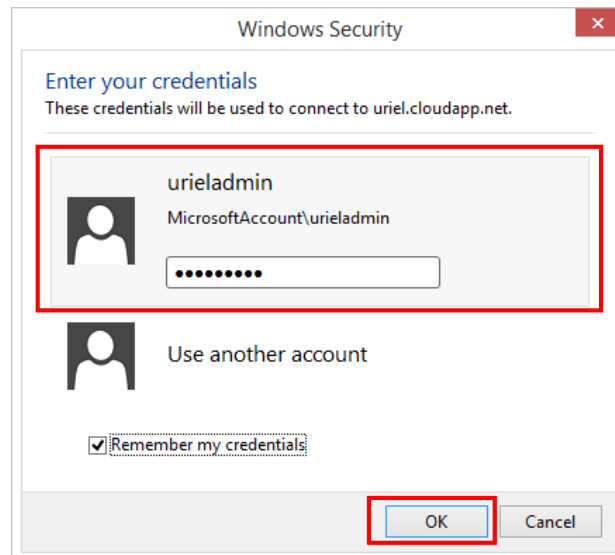 Windows Security
Enter your credentials
These credentials will be used to connect to uriel.cloudapp.net.
urieladmin
MicrosoftAccount\urieladmin
•••••••••
Use another account
Remember my credentials
OK
Cancel